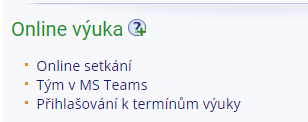 Online výuka
Online setkání
Tým v MS Teams
Přihlašování k termínům výuky